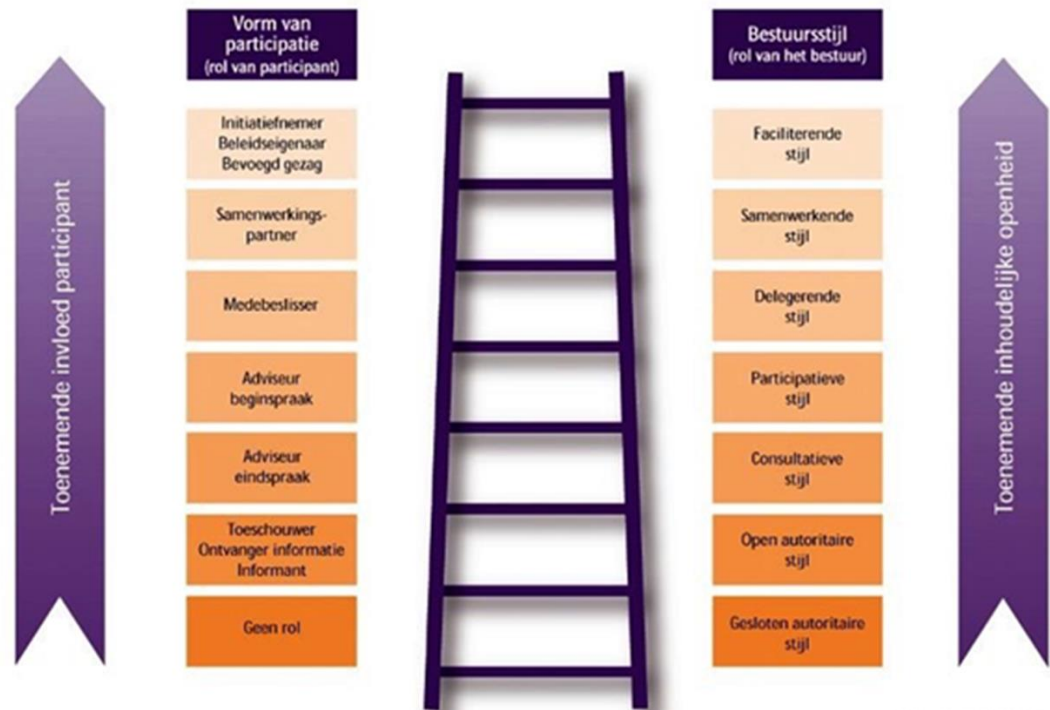 Vorm van
participatie
(rol van participant)
Initiatiefnemer
Beleidseigenaar
Bevoegd gezag
Samenwerkings-
partner
Medebeslisser
Adviseur
beginspraak
Adviseur
eindspraak
Toeschouwer
Ontvanger informatie
Informant
Geen rol
Toenemende invloed participant
Bestuursstijl
(rol van het bestuur)
Faciliterende
stijl
Samenwerkende
stijl
Delegerende
stijl
Participatieve
stijl
Consultatieve
stijl
Open autoritaire
stijl
Gesloten autoritaire
stijl
Toenemende inhoudelijke openheid